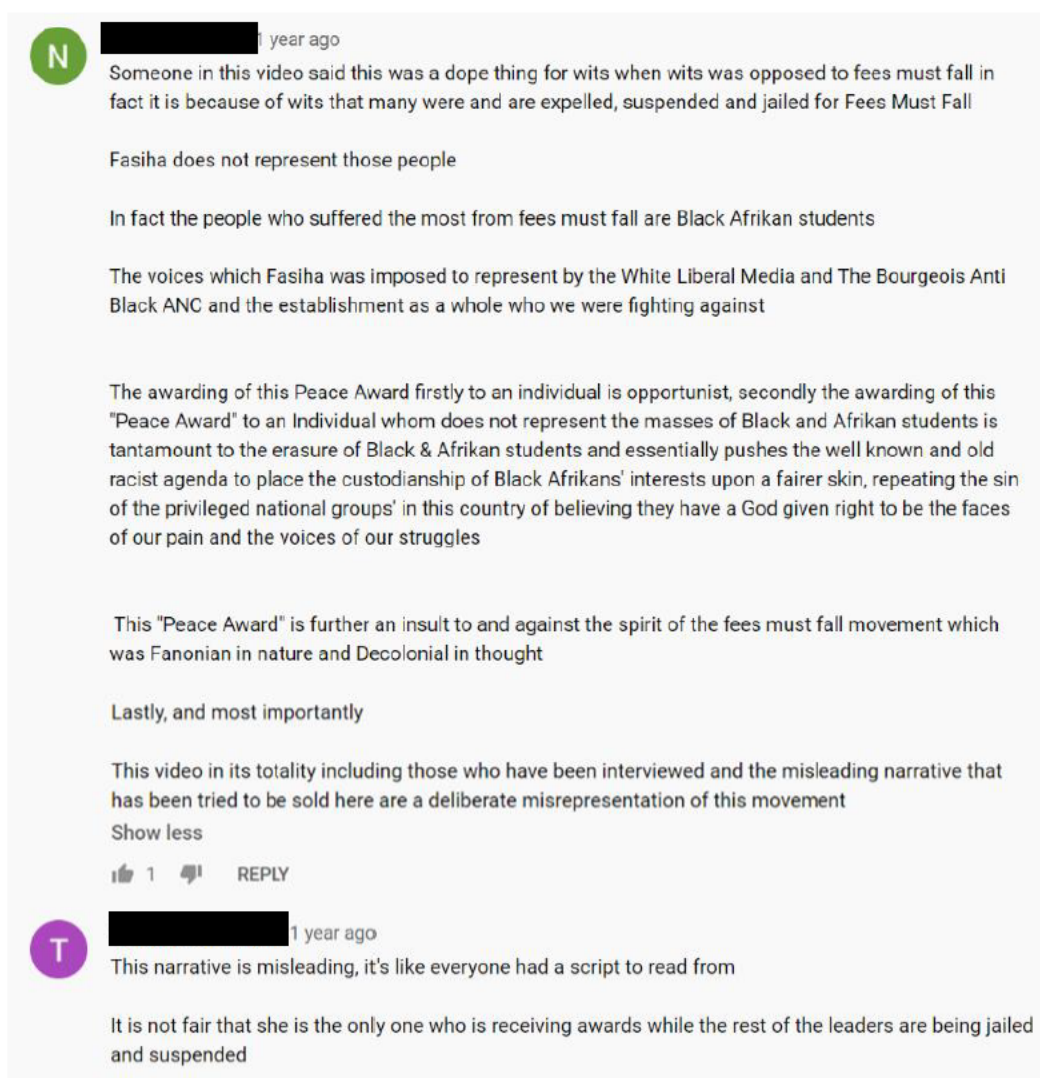 N
1 year ago
Someone in this video said this was a dope thing for wits when wits was opposed to fees must fall in
fact it is because of wits that many were and are expelled, suspended and jailed for Fees Must Fall
Fasiha does not represent those people
In fact the people who suffered the most from fees must fall are Black Afrikan students
The voices which Fasiha was imposed to represent by the White Liberal Media and The Bourgeois Anti
Black ANC and the establishment as a whole who we were fighting against
The awarding of this Peace Award firstly to an individual is opportunist, secondly the awarding of this
"Peace Award" to an Individual whom does not represent the masses of Black and Afrikan students is
tantamount to the erasure of Black & Afrikan students and essentially pushes the well known and old
racist agenda to place the custodianship of Black Afrikans' interests upon a fairer skin, repeating the sin
of the privileged national groups' in this country of believing they have a God given right to be the faces
of our pain and the voices of our struggles
This "Peace Award" is further an insult to and against the spirit of the fees must fall movement which
was Fanonian in nature and Decolonial in thought
Lastly, and most importantly
This video in its totality including those who have been interviewed and the misleading narrative that
has been tried to be sold here are a deliberate misrepresentation of this movement
Show less
1 REPLY
T
1 year ago
This narrative is misleading, it's like everyone had a script to read from
It is not fair that she is the only one who is receiving awards while the rest of the leaders are being jailed
and suspended